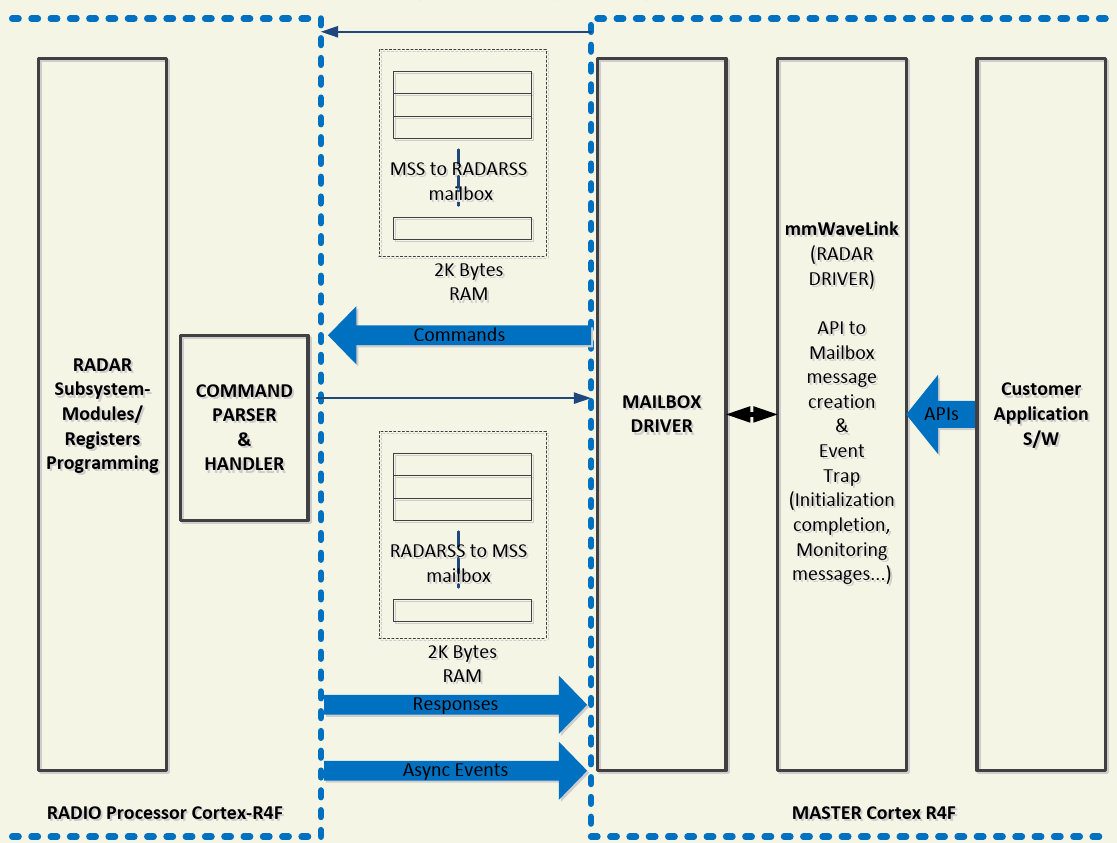 RADAR
Subsystem-
Modules/
Registers
Programming
COMMAND
PARSER
&
HANDLER
RADIO Processor Cortex-R4F
MSS to RADARSS
mailbox
2K Bytes
RAM
Commands
RADARSS to MSS
mailbox
2K Bytes
RAM
Responses
Async Events
MAILBOX
DRIVER
mmWaveLink
(RADAR
DRIVER)
API to
Mailbox
message
creation
&
Event
Trap
(Initialization
completion,
Monitoring
messages...)
APIs
Customer
Application
S/W
MASTER Cortex R4F